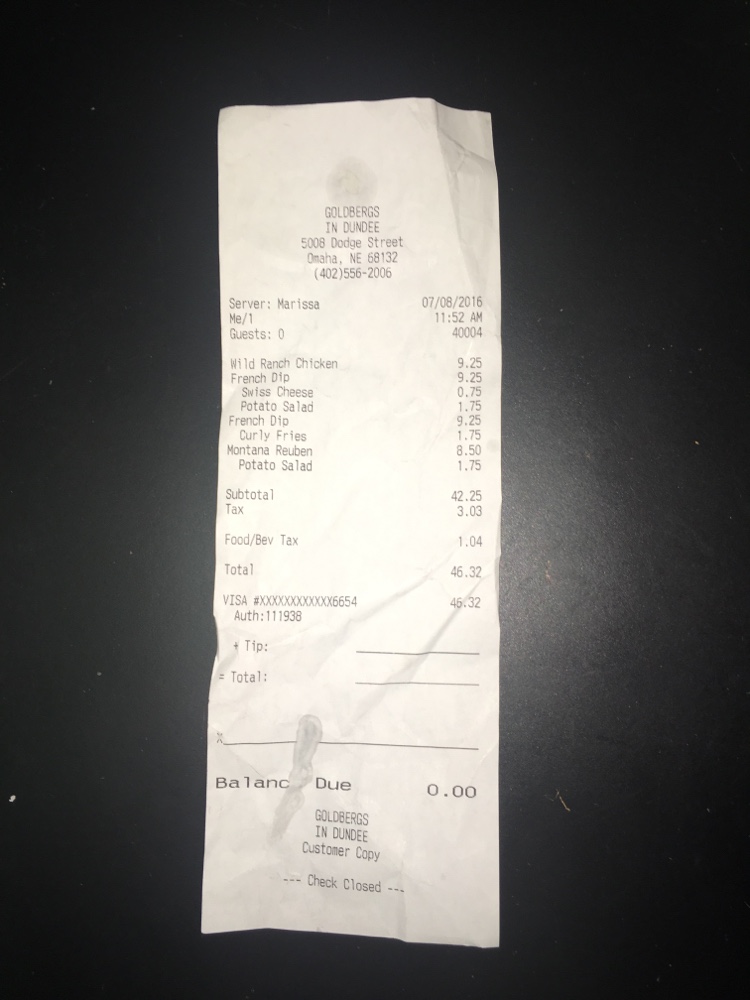 GOLDBERGS
IN DUNDEE
5008 Dodge Street
Omaha, NE 68132
(402)556-2006
Server: Marissa 07/08/2016
Me/1 11:52 AM
Guests: 0 40004
Wild Ranch Chicken 9.25
French Dip 9.25
Swiss Cheese 0.75
Potato Salad 1.75
French Dip 9.25
Curly Fries 1.75
Montana Reuben 8.50
Potato Salad 1.75
Subtotal 42.25
Tax 3.03
Food/Bev Tax 1.04
Total 46.32
VISA #XXXXXXXXXXXX6654 46.32
Auth:111938
+ Tip:
= Total:
X
Balanc Due 0.00
GOLDBERGS
IN DUNDEE
Customer Copy
--- Check Closed ---